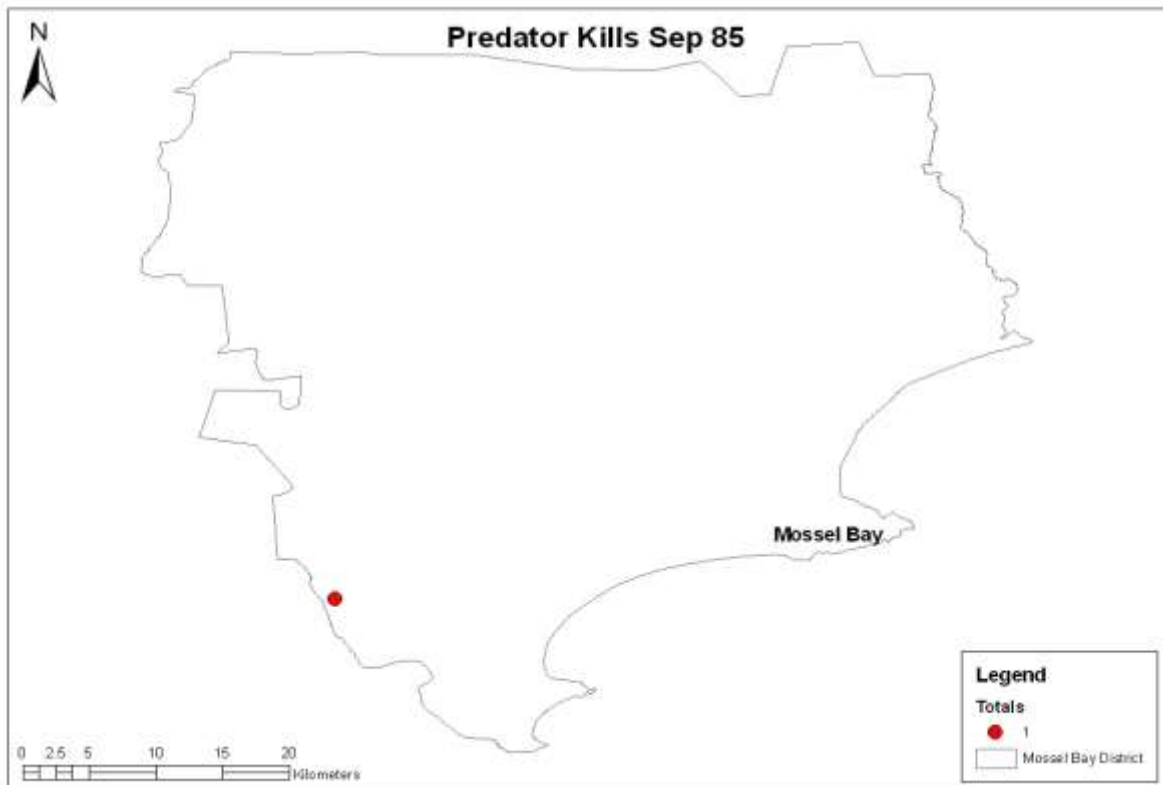 N
Predator Kills Sep 85
Mossel Bay
Legend
Totals
1
Mossel Bay District
0 2.5 5 10 15 20
Kilometers